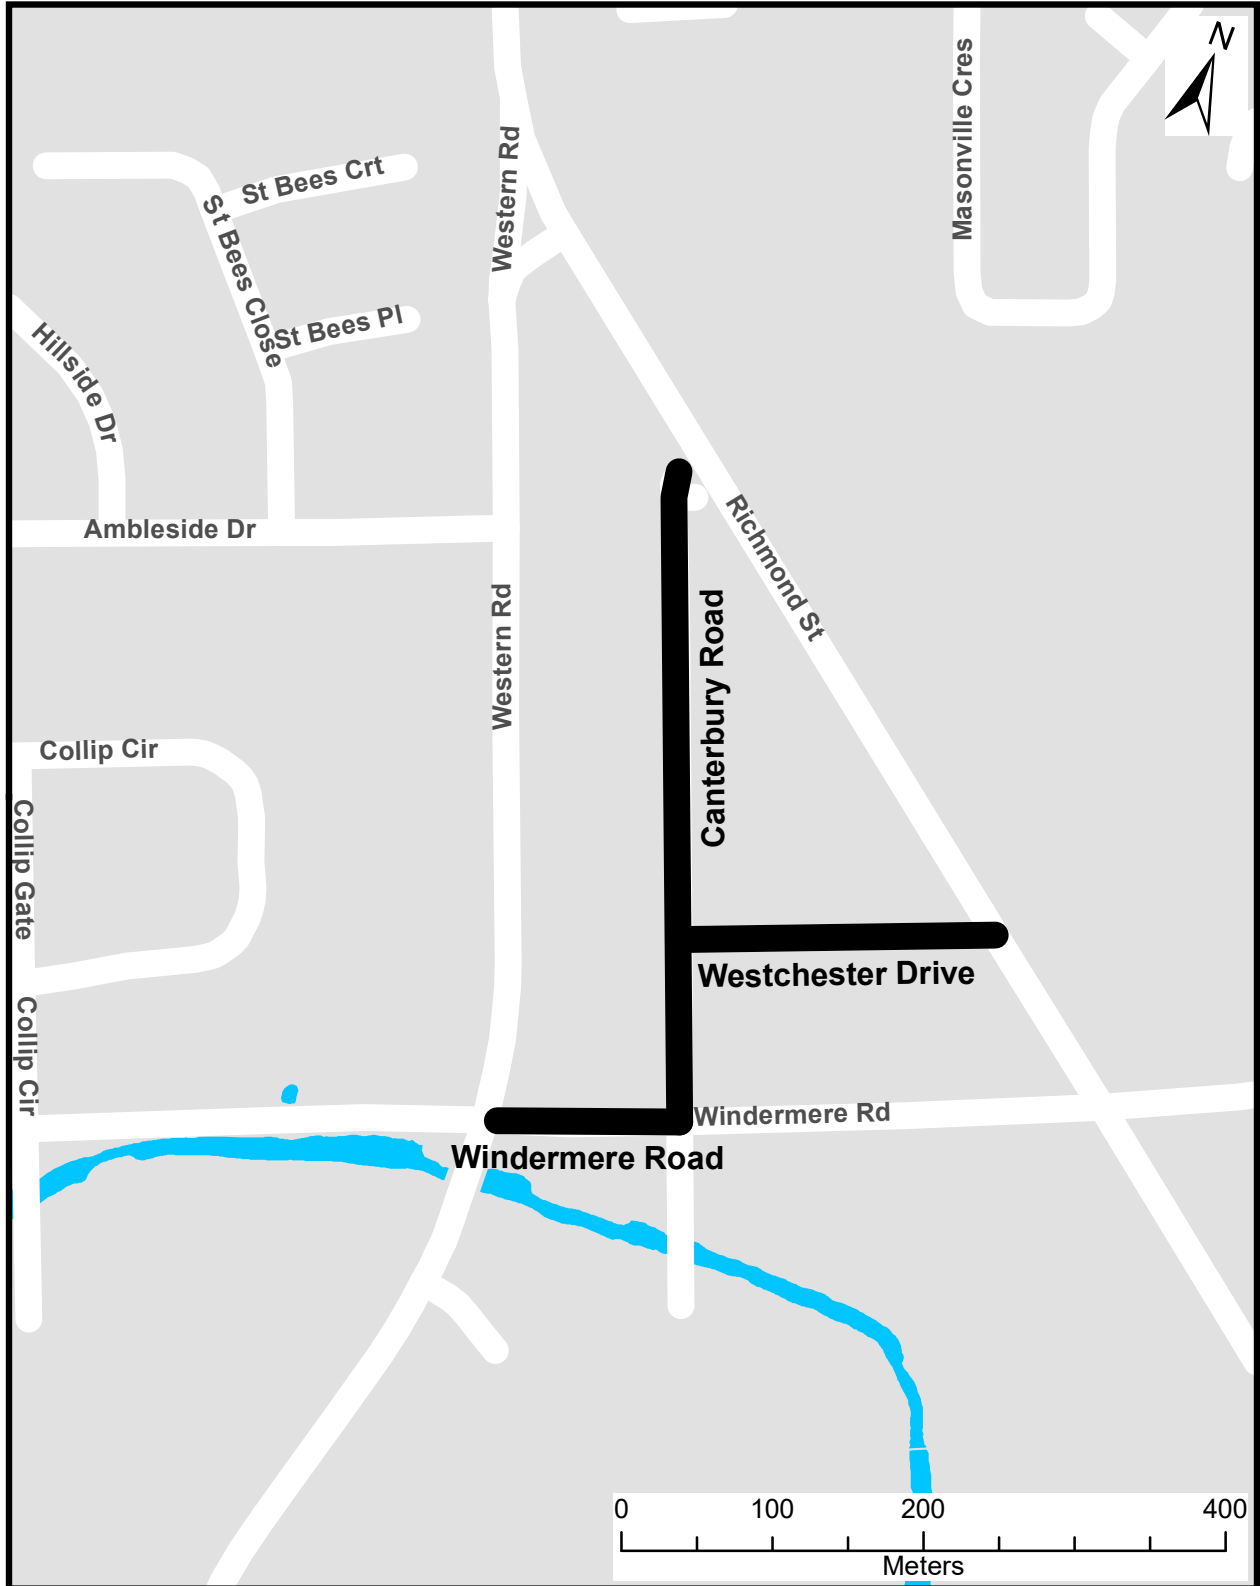 N
Masonville Cres
Western Rd
St Bees Crt
St Bees Close
St Bees Pl
Hillside Dr
Ambleside Dr
Richmond St
Western Rd
Canterbury Road
Collip Cir
Collip Gate
Westchester Drive
Collip Cir
Windermere Rd
Windermere Road
0 100 200 400
Meters